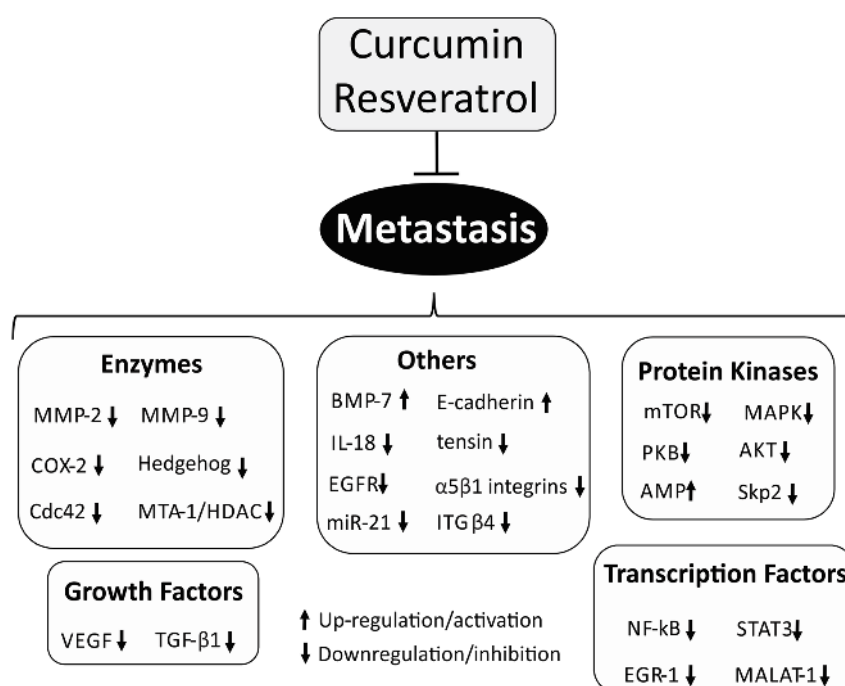 Curcumin
Resveratrol
Metastasis
Enzymes
MMP-2 ↓ MMP-9 ↓
COX-2 ↓ Hedgehog ↓
Cdc42 ↓ MTA-1/HDAC ↓
Others
BMP-7 ↑ E-cadherin ↑
IL-18 ↓ tensin ↓
EGFR ↓ α5β1 integrins ↓
miR-21 ↓ ITGβ4 ↓
Protein Kinases
mTOR ↓ MAPK ↓
PKB ↓ AKT ↓
AMP ↑ Skp2 ↓
Growth Factors
VEGF ↓ TGF-β1 ↓
↑ Up-regulation/activation
↓ Downregulation/inhibition
Transcription Factors
NF-kB ↓ STAT3 ↓
EGR-1 ↓ MALAT-1 ↓